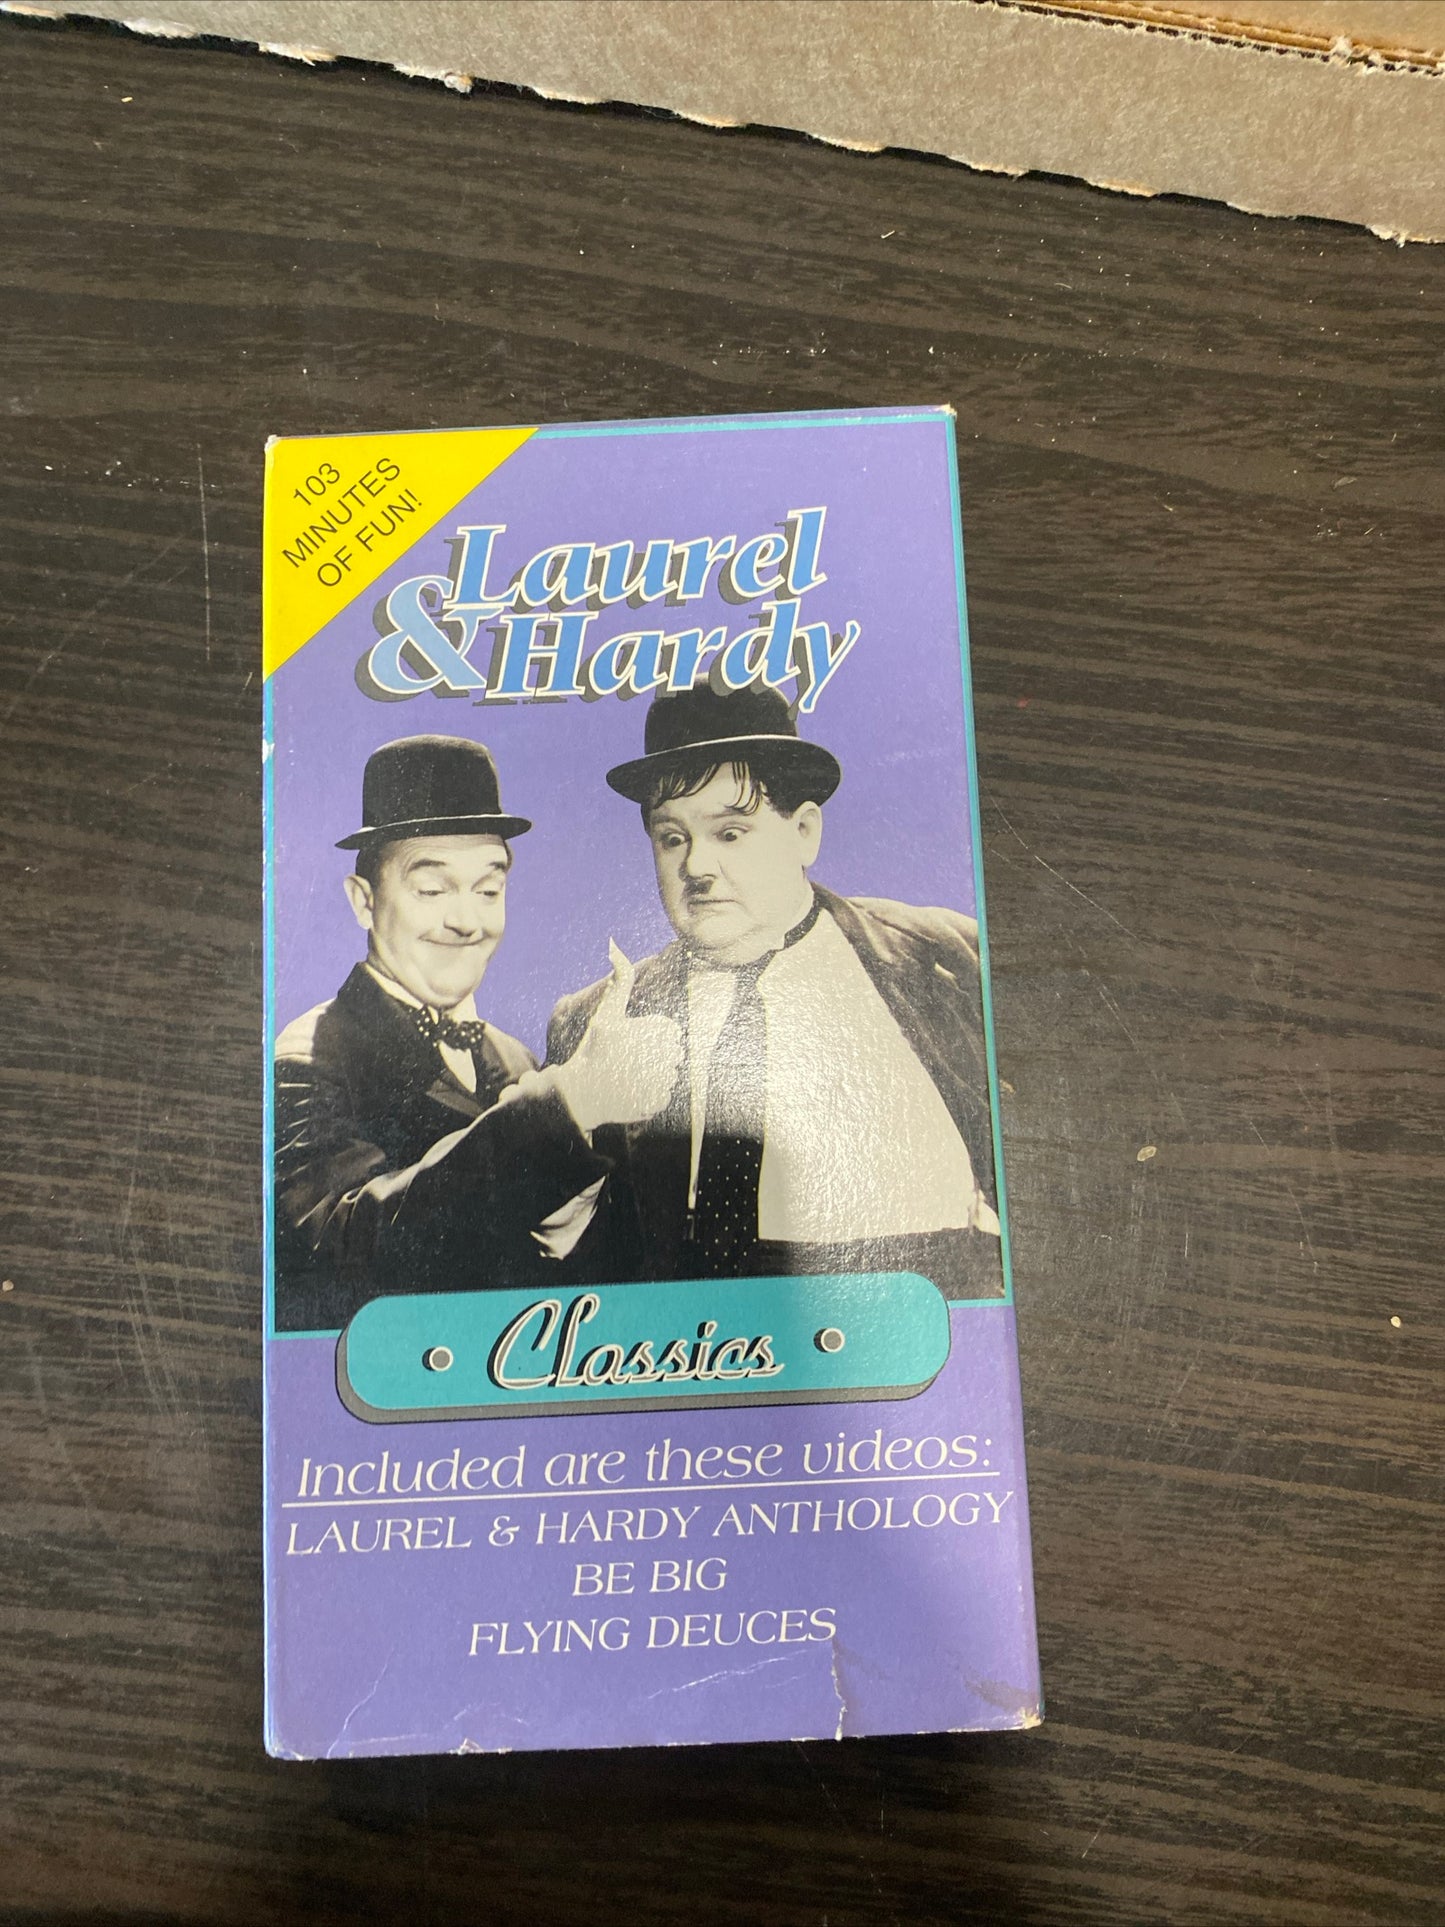 103
MINUTES
OF FUN!
Laurel
& Hardy
Classics
Included are these videos:
LAUREL & HARDY ANTHOLOGY
BE BIG
FLYING DEUCES